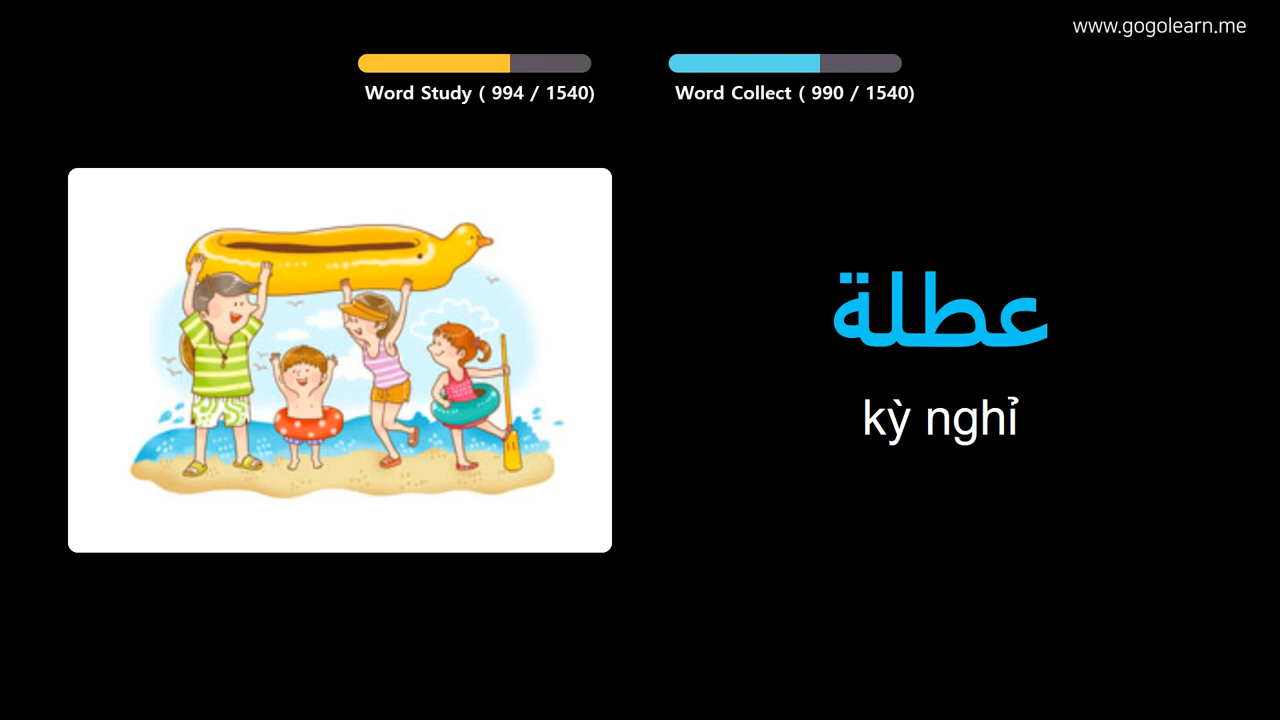 www.gogolearn.me
Word Study ( 994 / 1540)
Word Collect ( 990 / 1540)
عطلة
kỳ nghỉ